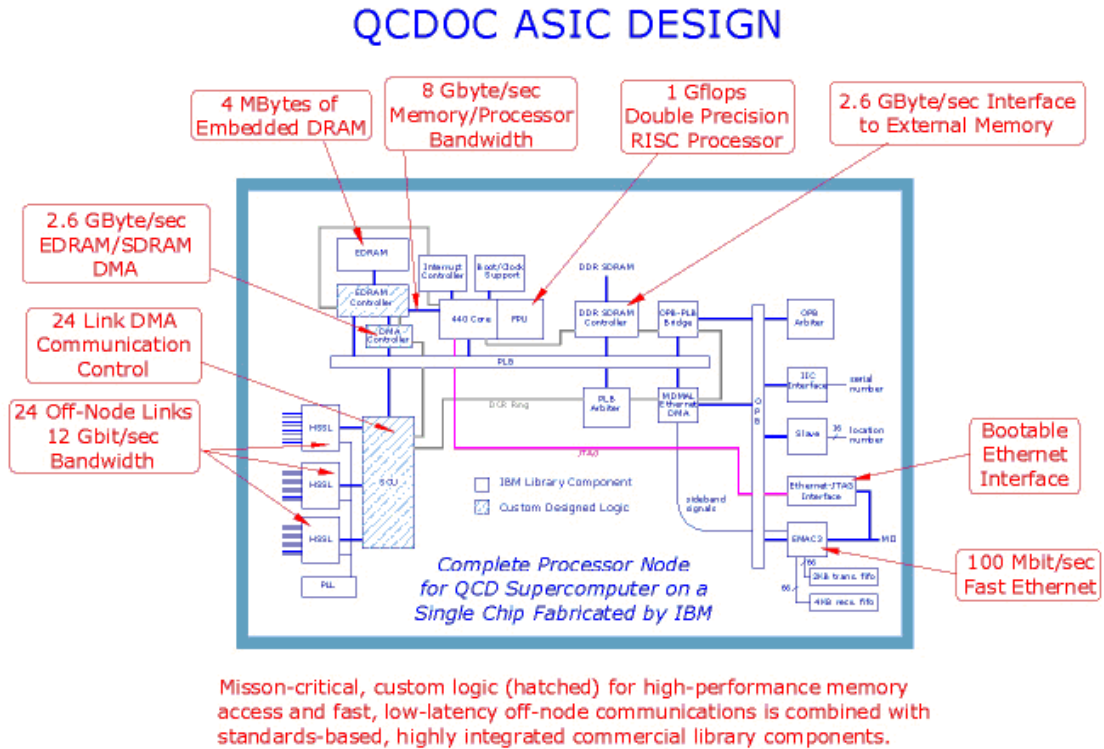 QCDOC ASIC DESIGN
4 MBytes of
Embedded DRAM
8 Gbyte/sec
Memory/Processor
Bandwidth
1 Gflops
Double Precision
RISC Processor
2.6 GByte/sec Interface
to External Memory
2.6 GByte/sec
EDRAM/SDRAM
DMA
24 Link DMA
Communication
Control
24 Off-Node Links
12 Gbit/sec
Bandwidth
EDRAM
Interrupt
Controller
Boot/Clock
Support
DDR SDRAM
EDRAM
Controller
440 Core
FPU
DDR SDRAM
Controller
OPB-PLB
Bridge
OPB
Arbiter
DMA
Controller
PLB
IIC
Interface
serial
number
PLB
Arbiter
MDMAL
Ethernet
DMA
OPB
DCR Ring
HSSL
Slave
16
location
number
JTAG
Bootable
Ethernet
Interface
HSSL
SCU
IBM Library Component
Custom Designed Logic
sideband
signals
Ethernet-JTAG
Interface
HSSL
EMAC3
MII
PLL
Complete Processor Node
for QCD Supercomputer on a
Single Chip Fabricated by IBM
66
2KB trans. fifo
66
4KB recv. fifo
100 Mbit/sec
Fast Ethernet
Misson-critical, custom logic (hatched) for high-performance memory
access and fast, low-latency off-node communications is combined with
standards-based, highly integrated commercial library components.